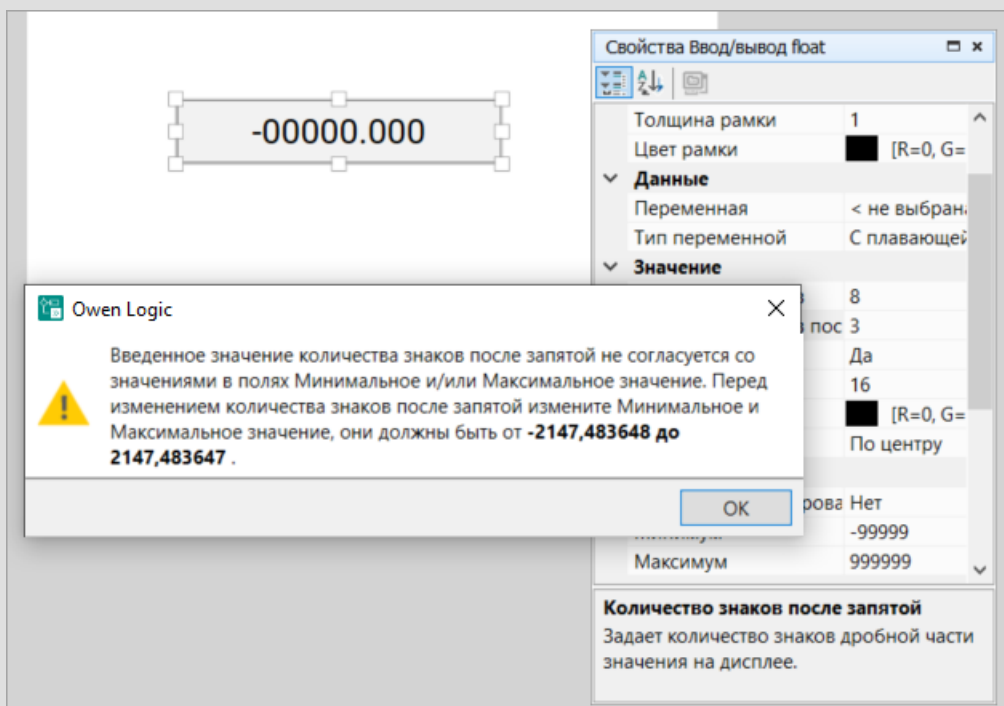 -00000.000
Свойства Ввод/вывод float
Толщина рамки 1
Цвет рамки [R=0, G=
Данные
Переменная < не выбрана
Тип переменной С плавающей
Значение
8
пос 3
Да
16
[R=0, G=
По центру
Нет
-99999
Максимум 999999
Количество знаков после запятой
Задает количество знаков дробной части
значения на дисплее.
Owen Logic
Введенное значение количества знаков после запятой не согласуется со
значениями в полях Минимальное и/или Максимальное значение. Перед
изменением количества знаков после запятой измените Минимальное и
Максимальное значение, они должны быть от -2147,483648 до
2147,483647 .
OK